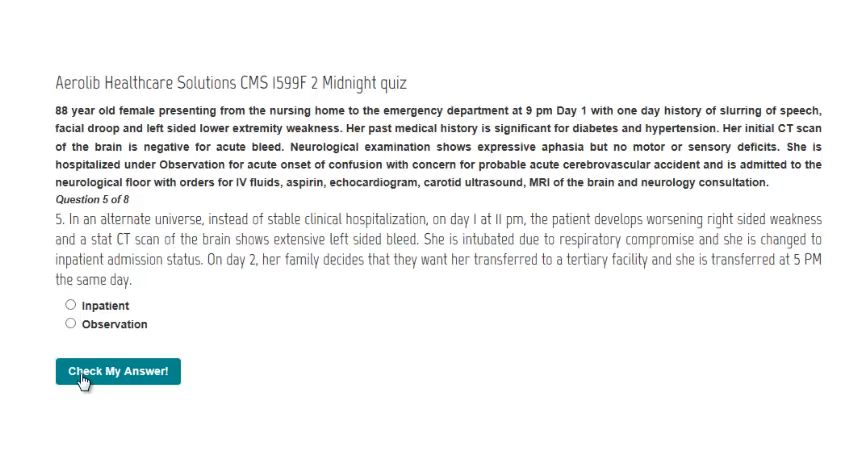 Aerolib Healthcare Solutions CMS 1599F 2 Midnight quiz
88 year old female presenting from the nursing home to the emergency department at 9 pm Day 1 with one day history of slurring of speech,
facial droop and left sided lower extremity weakness. Her past medical history is significant for diabetes and hypertension. Her initial CT scan
of the brain is negative for acute bleed. Neurological examination shows expressive aphasia but no motor or sensory deficits. She is
hospitalized under Observation for acute onset of confusion with concern for probable acute cerebrovascular accident and is admitted to the
neurological floor with orders for IV fluids, aspirin, echocardiogram, carotid ultrasound, MRI of the brain and neurology consultation.
Question 5 of 8
5. In an alternate universe, instead of stable clinical hospitalization, on day 1 at 11 pm, the patient develops worsening right sided weakness
and a stat CT scan of the brain shows extensive left sided bleed. She is intubated due to respiratory compromise and she is changed to
inpatient admission status. On day 2, her family decides that they want her transferred to a tertiary facility and she is transferred at 5 PM
the same day.
Inpatient
Observation
Check My Answer!